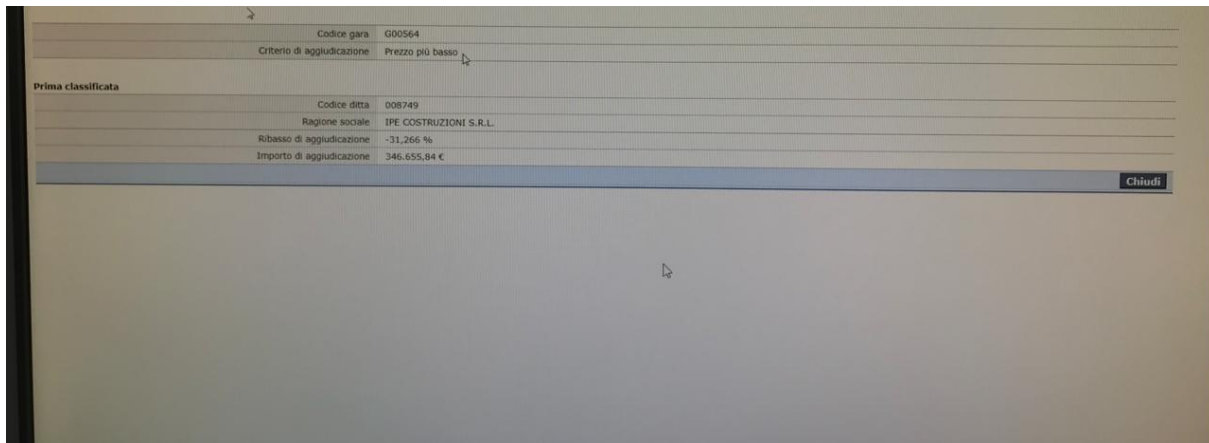 Codice gara G00564
Criterio di aggiudicazione Prezzo più basso
Prima classificata
Codice ditta 008749
Ragione sociale IPE COSTRUZIONI S.R.L.
Ribasso di aggiudicazione -31,266 %
Importo di aggiudicazione 346.655,84 €
Chiudi